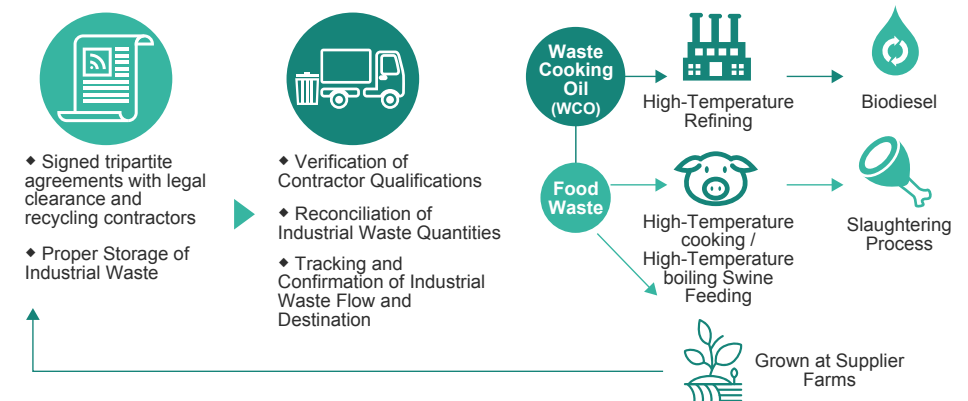 ◆ Signed tripartite
agreements with legal
clearance and
recycling contractors
◆ Proper Storage of
Industrial Waste
◆ Verification of
Contractor Qualifications
◆ Reconciliation of
Industrial Waste Quantities
◆ Tracking and
Confirmation of Industrial
Waste Flow and
Destination
Waste
Cooking
Oil
(WCO)
High-Temperature
Refining
Biodiesel
Food
Waste
High-Temperature
cooking /
High-Temperature
boiling Swine
Feeding
Slaughtering
Process
Grown at Supplier
Farms